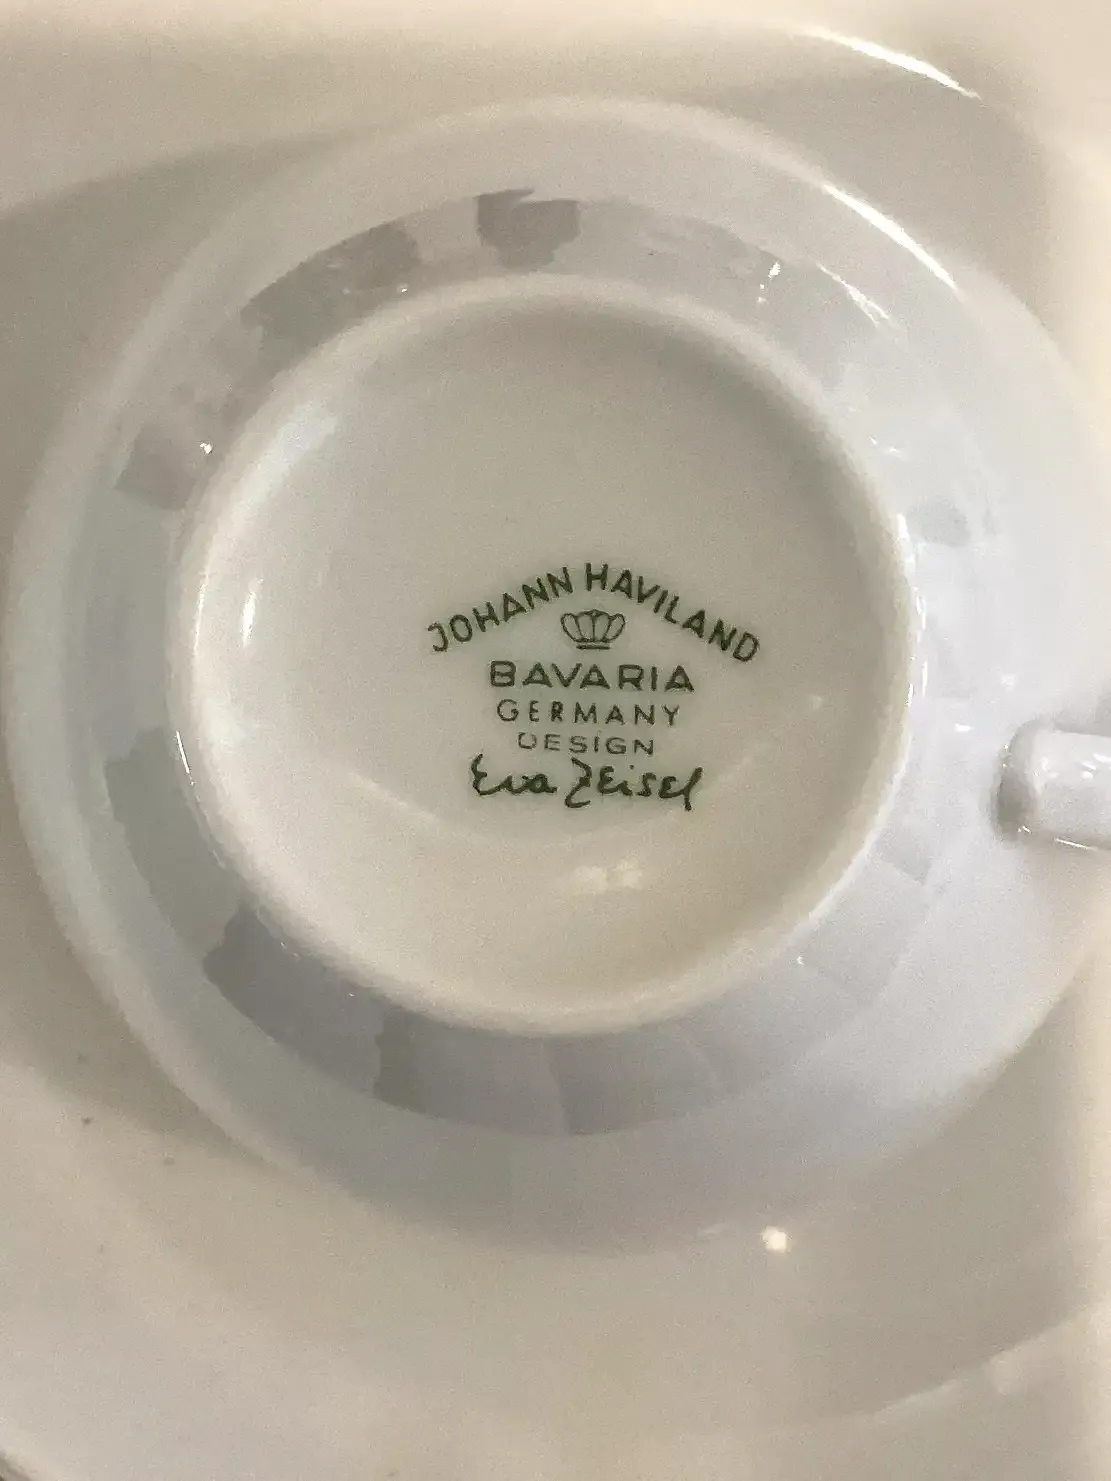 JOHANN HAVILAND
BAVARIA
GERMANY
DESIGN
Eva Zeisel